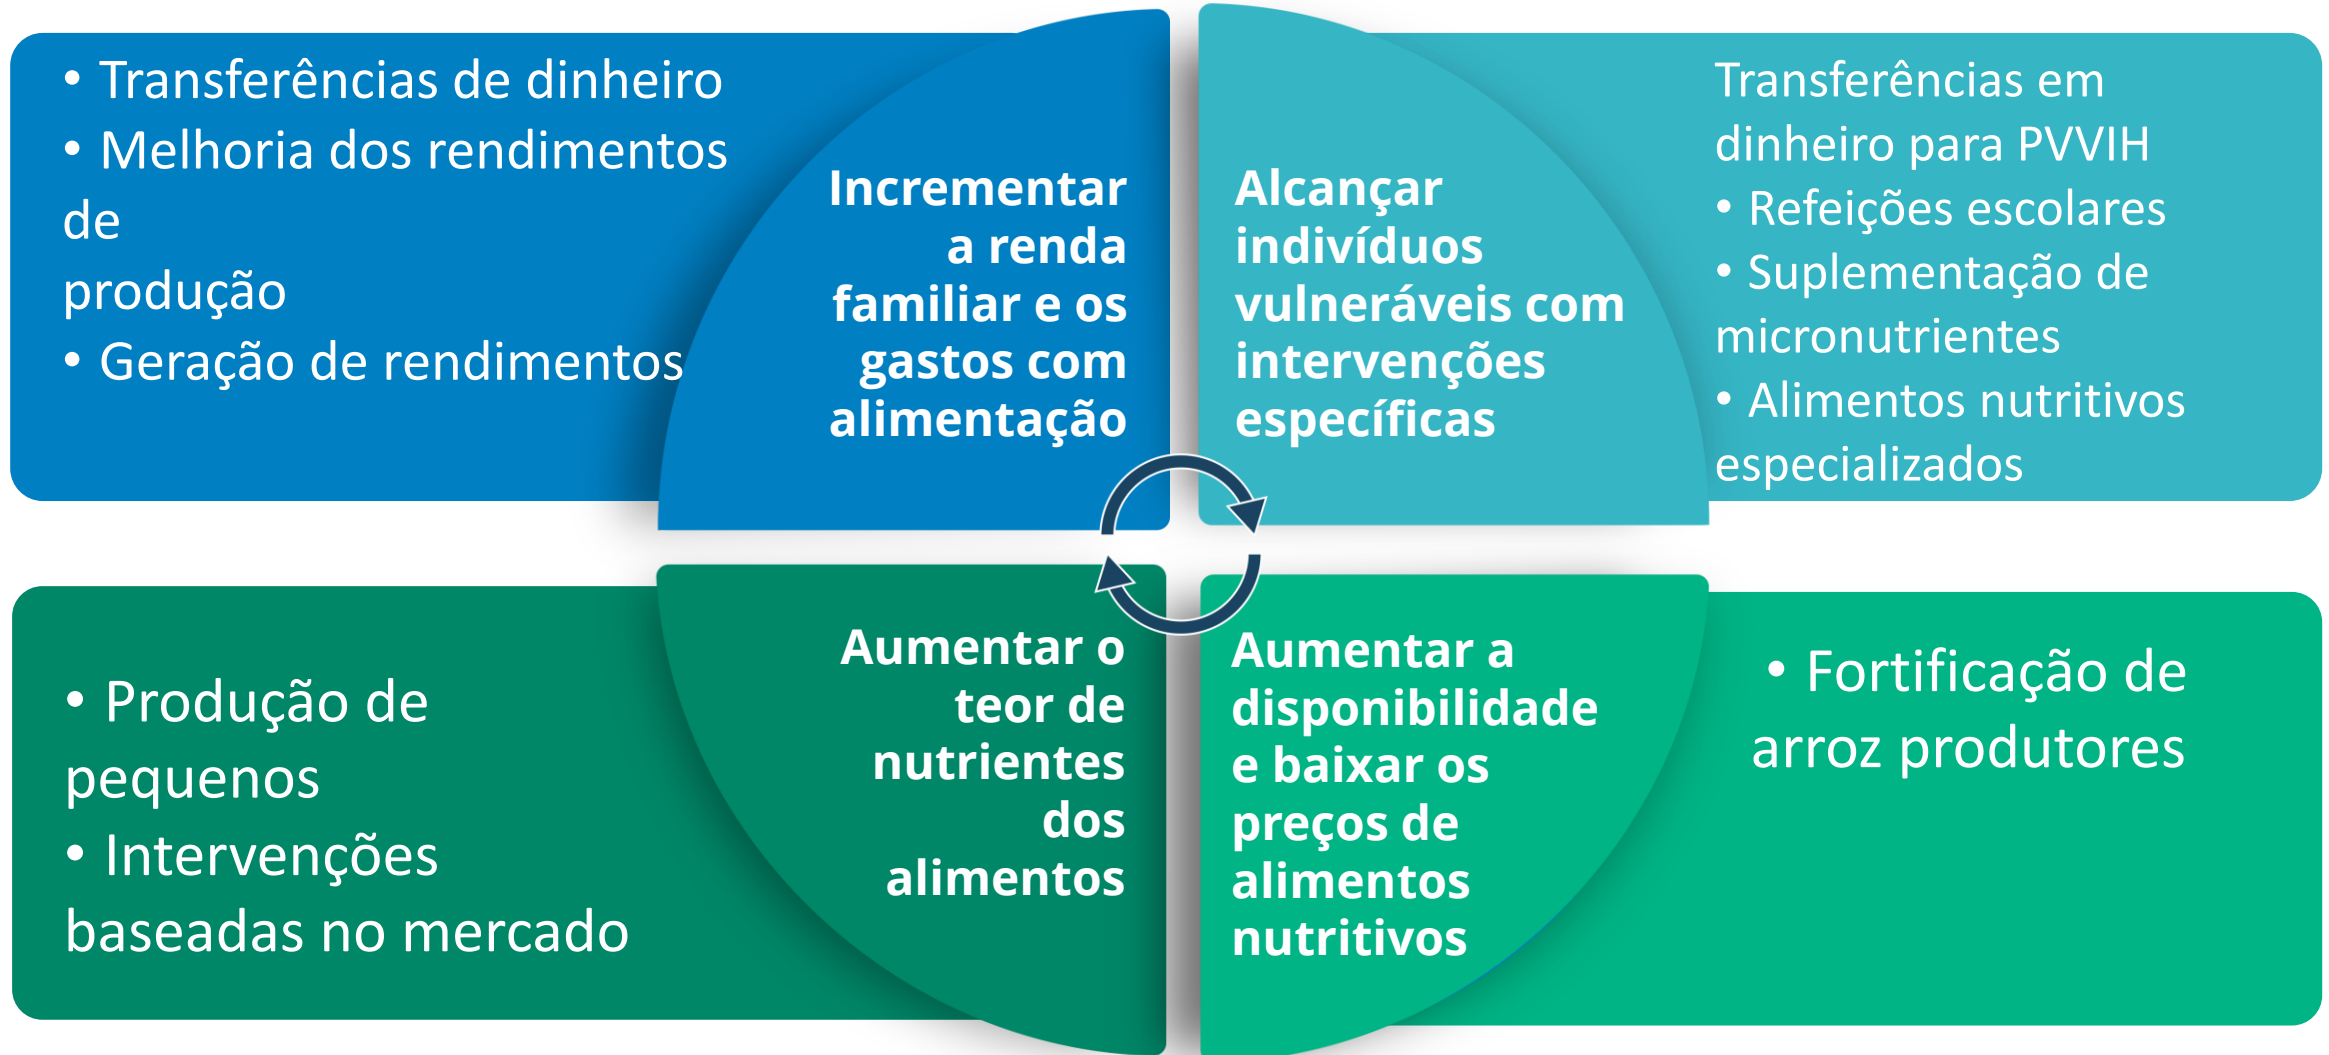 • Transferências de dinheiro
• Melhoria dos rendimentos
de
produção
• Geração de rendimentos
Incrementar
a renda
familiar e os
gastos com
alimentação
Alcançar
indivíduos
vulneráveis com
intervenções
específicas
Transferências em
dinheiro para PVVIH
• Refeições escolares
• Suplementação de
micronutrientes
• Alimentos nutritivos
especializados
• Produção de
pequenos
• Intervenções
baseadas no mercado
Aumentar o
teor de
nutrientes
dos
alimentos
Aumentar a
disponibilidade
e baixar os
preços de
alimentos
nutritivos
• Fortificação de
arroz produtores